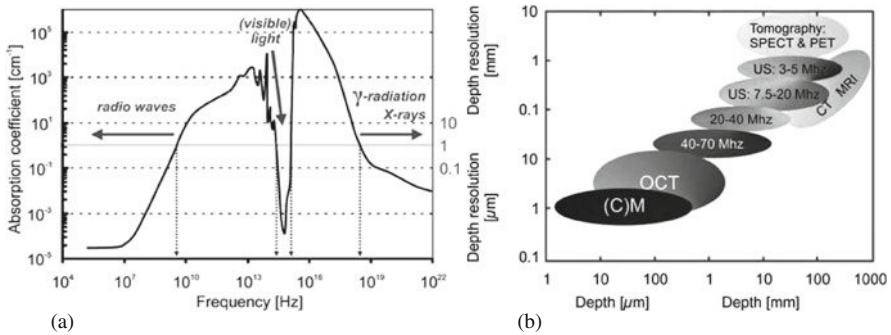 (visible)
light
radio waves
γ-radiation
X-rays
Absorption coefficient [cm⁻¹]
10⁵
10³
10¹
10⁻¹
10⁻³
10⁻⁵
10
1
0.1
10⁴
10⁷
10¹⁰
10¹³
10¹⁶
10¹⁹
10²²
Frequency [Hz]
(a)
Depth resolution
[mm]
Depth resolution
[µm]
10
1
0.1
10
1
0.1
Tomography:
SPECT & PET
US: 3-5 Mhz
US: 7.5-20 Mhz
CT MRI
20-40 Mhz
40-70 Mhz
OCT
(C)M
1
10
100
1
10
100
1000
Depth [µm]
Depth [mm]
(b)